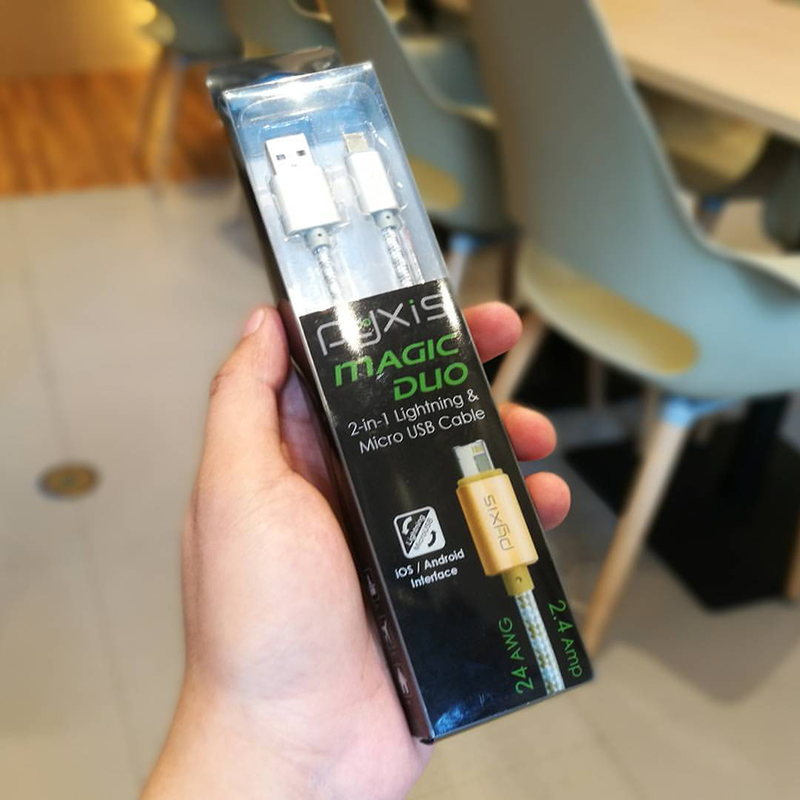 pyxis
MAGIC
DUO
2-in-1 Lightning &
Micro USB Cable
pyxis
Lightning
iOS / Android
Interface
24 AWG
2.4 Amp